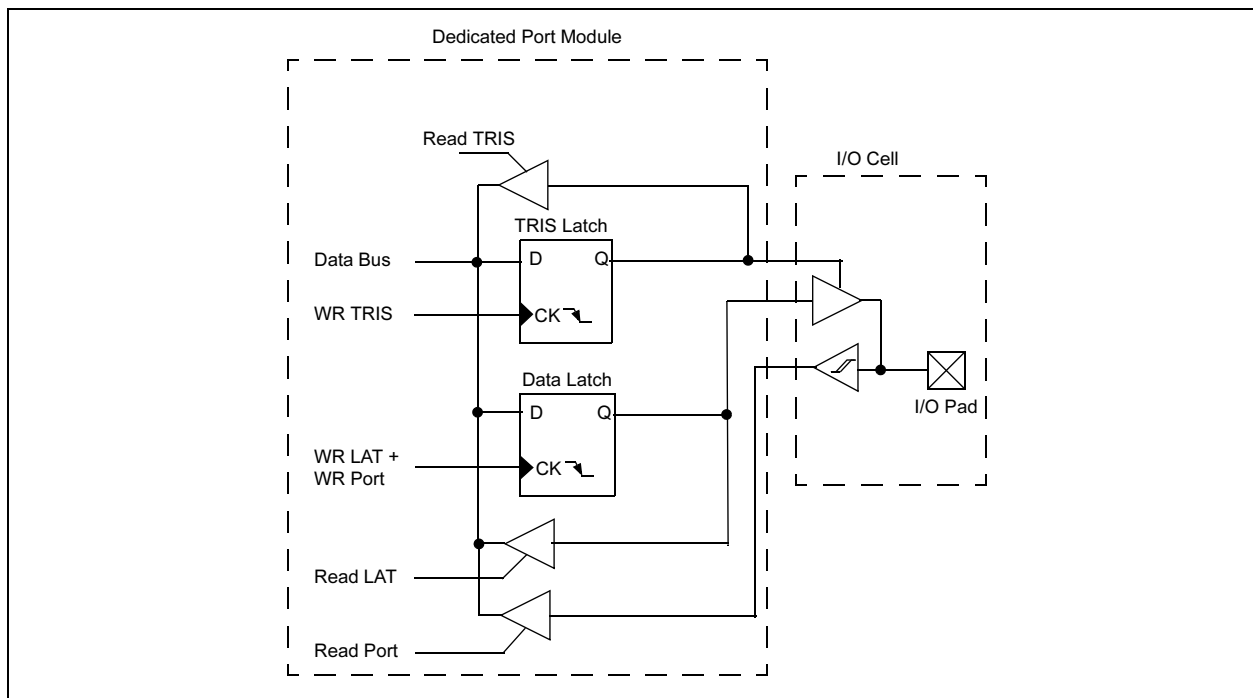 Dedicated Port Module
Read TRIS
I/O Cell
TRIS Latch
Data Bus
D
Q
WR TRIS
CK
Data Latch
I/O Pad
D
Q
WR LAT +
WR Port
CK
Read LAT
Read Port